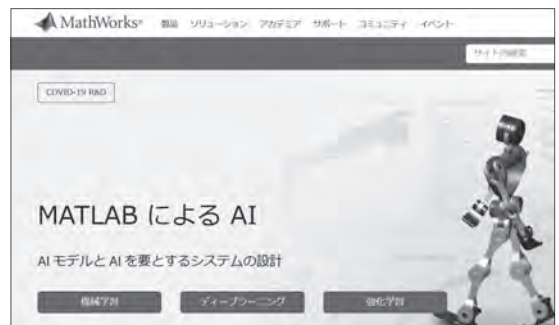 MathWorks® 製品 ソリューション アカデミア サポート コミュニティ イベント
サイト内検索
COVID-19 R&D
MATLAB による AI
AI モデルと AI を要とするシステムの設計
機械学習 ディープラーニング 強化学習